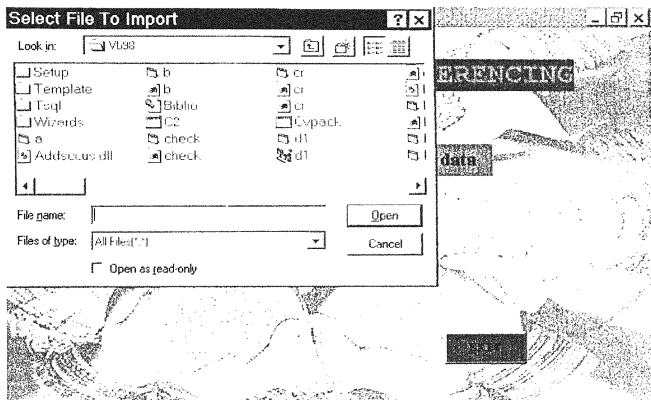 Select File To Import
Look in: Vb98
Setup b cr
Template b cr
Tsql Biblio cr
Wizards C2 Cvpack
a check d1
Addsccus.dll check d1
File name: Open
Files of type: All Files(*.*) Cancel
Open as read-only
ERENCING
data